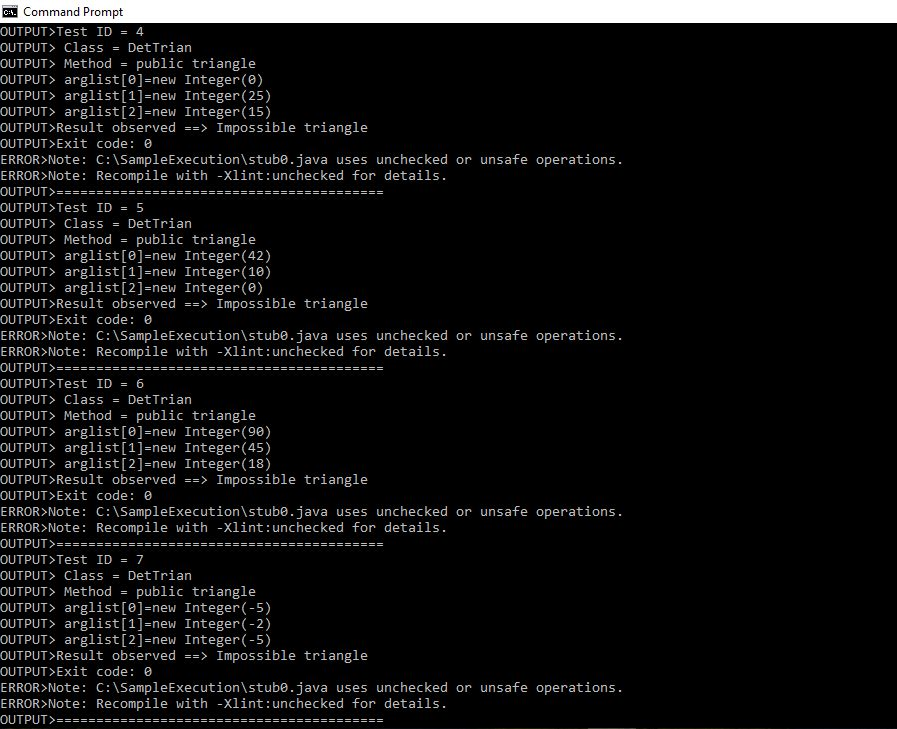 Command Prompt
OUTPUT>Test ID = 4
OUTPUT> Class = DetTrian
OUTPUT> Method = public triangle
OUTPUT> arglist[0]=new Integer(0)
OUTPUT> arglist[1]=new Integer(25)
OUTPUT> arglist[2]=new Integer(15)
OUTPUT>Result observed ==> Impossible triangle
OUTPUT>Exit code: 0
ERROR>Note: C:\SampleExecution\stub0.java uses unchecked or unsafe operations.
ERROR>Note: Recompile with -Xlint:unchecked for details.
OUTPUT>=========================================
OUTPUT>Test ID = 5
OUTPUT> Class = DetTrian
OUTPUT> Method = public triangle
OUTPUT> arglist[0]=new Integer(42)
OUTPUT> arglist[1]=new Integer(10)
OUTPUT> arglist[2]=new Integer(0)
OUTPUT>Result observed ==> Impossible triangle
OUTPUT>Exit code: 0
ERROR>Note: C:\SampleExecution\stub0.java uses unchecked or unsafe operations.
ERROR>Note: Recompile with -Xlint:unchecked for details.
OUTPUT>=========================================
OUTPUT>Test ID = 6
OUTPUT> Class = DetTrian
OUTPUT> Method = public triangle
OUTPUT> arglist[0]=new Integer(90)
OUTPUT> arglist[1]=new Integer(45)
OUTPUT> arglist[2]=new Integer(18)
OUTPUT>Result observed ==> Impossible triangle
OUTPUT>Exit code: 0
ERROR>Note: C:\SampleExecution\stub0.java uses unchecked or unsafe operations.
ERROR>Note: Recompile with -Xlint:unchecked for details.
OUTPUT>=========================================
OUTPUT>Test ID = 7
OUTPUT> Class = DetTrian
OUTPUT> Method = public triangle
OUTPUT> arglist[0]=new Integer(-5)
OUTPUT> arglist[1]=new Integer(-2)
OUTPUT> arglist[2]=new Integer(-5)
OUTPUT>Result observed ==> Impossible triangle
OUTPUT>Exit code: 0
ERROR>Note: C:\SampleExecution\stub0.java uses unchecked or unsafe operations.
ERROR>Note: Recompile with -Xlint:unchecked for details.
OUTPUT>=========================================